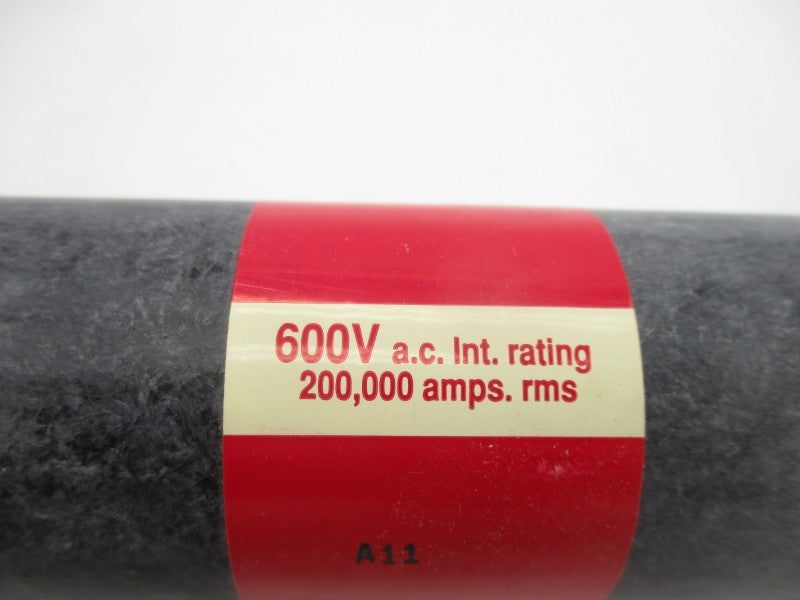 600V a.c. Int. rating
200,000 amps. rms
A11